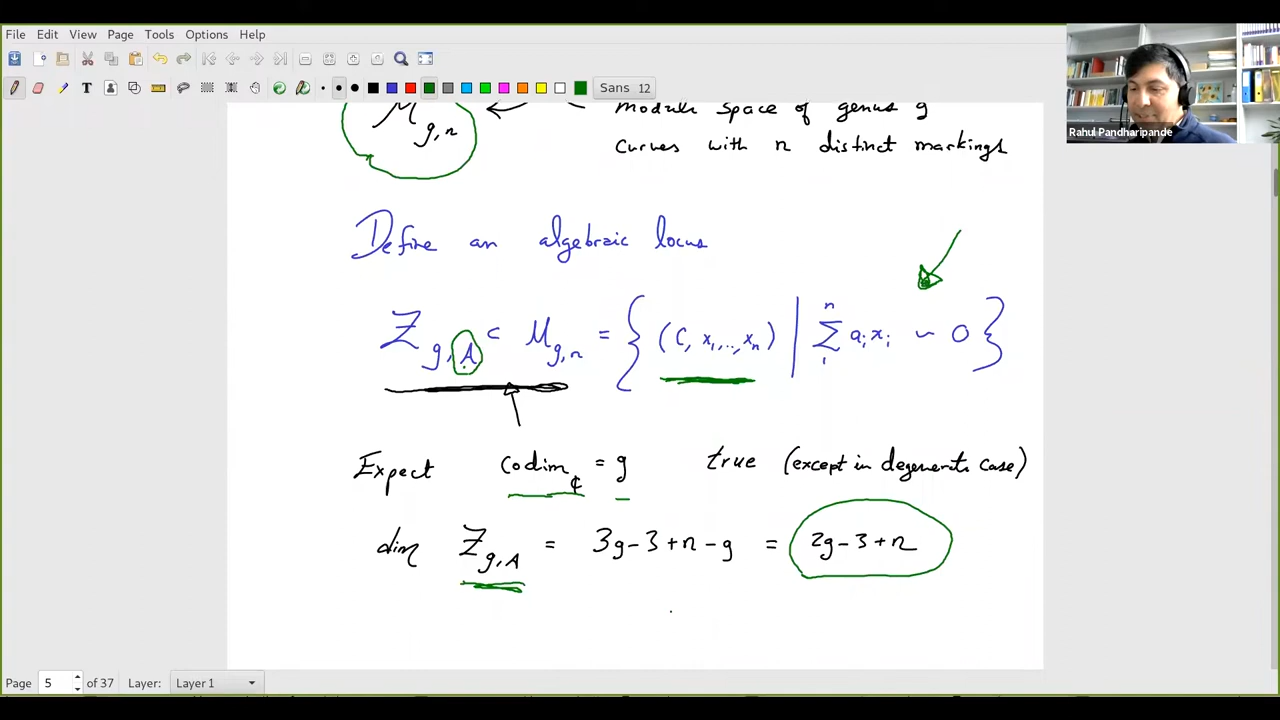 File Edit View Page Tools Options Help
Sans 12
Rahul Pandharipande
M_{g,n} ← moduli space of genus g
curves with n distinct markings
Define an algebraic locus
Z_{g,A} ⊂ M_{g,n} = { (C, x_1,..,x_n) | \sum_1^n a_i x_i ~ 0 }
Expect codim_ℂ = g true (except in degenerate case)
dim Z_{g,A} = 3g-3+n-g = 2g-3+n
Page 5 of 37 Layer: Layer 1